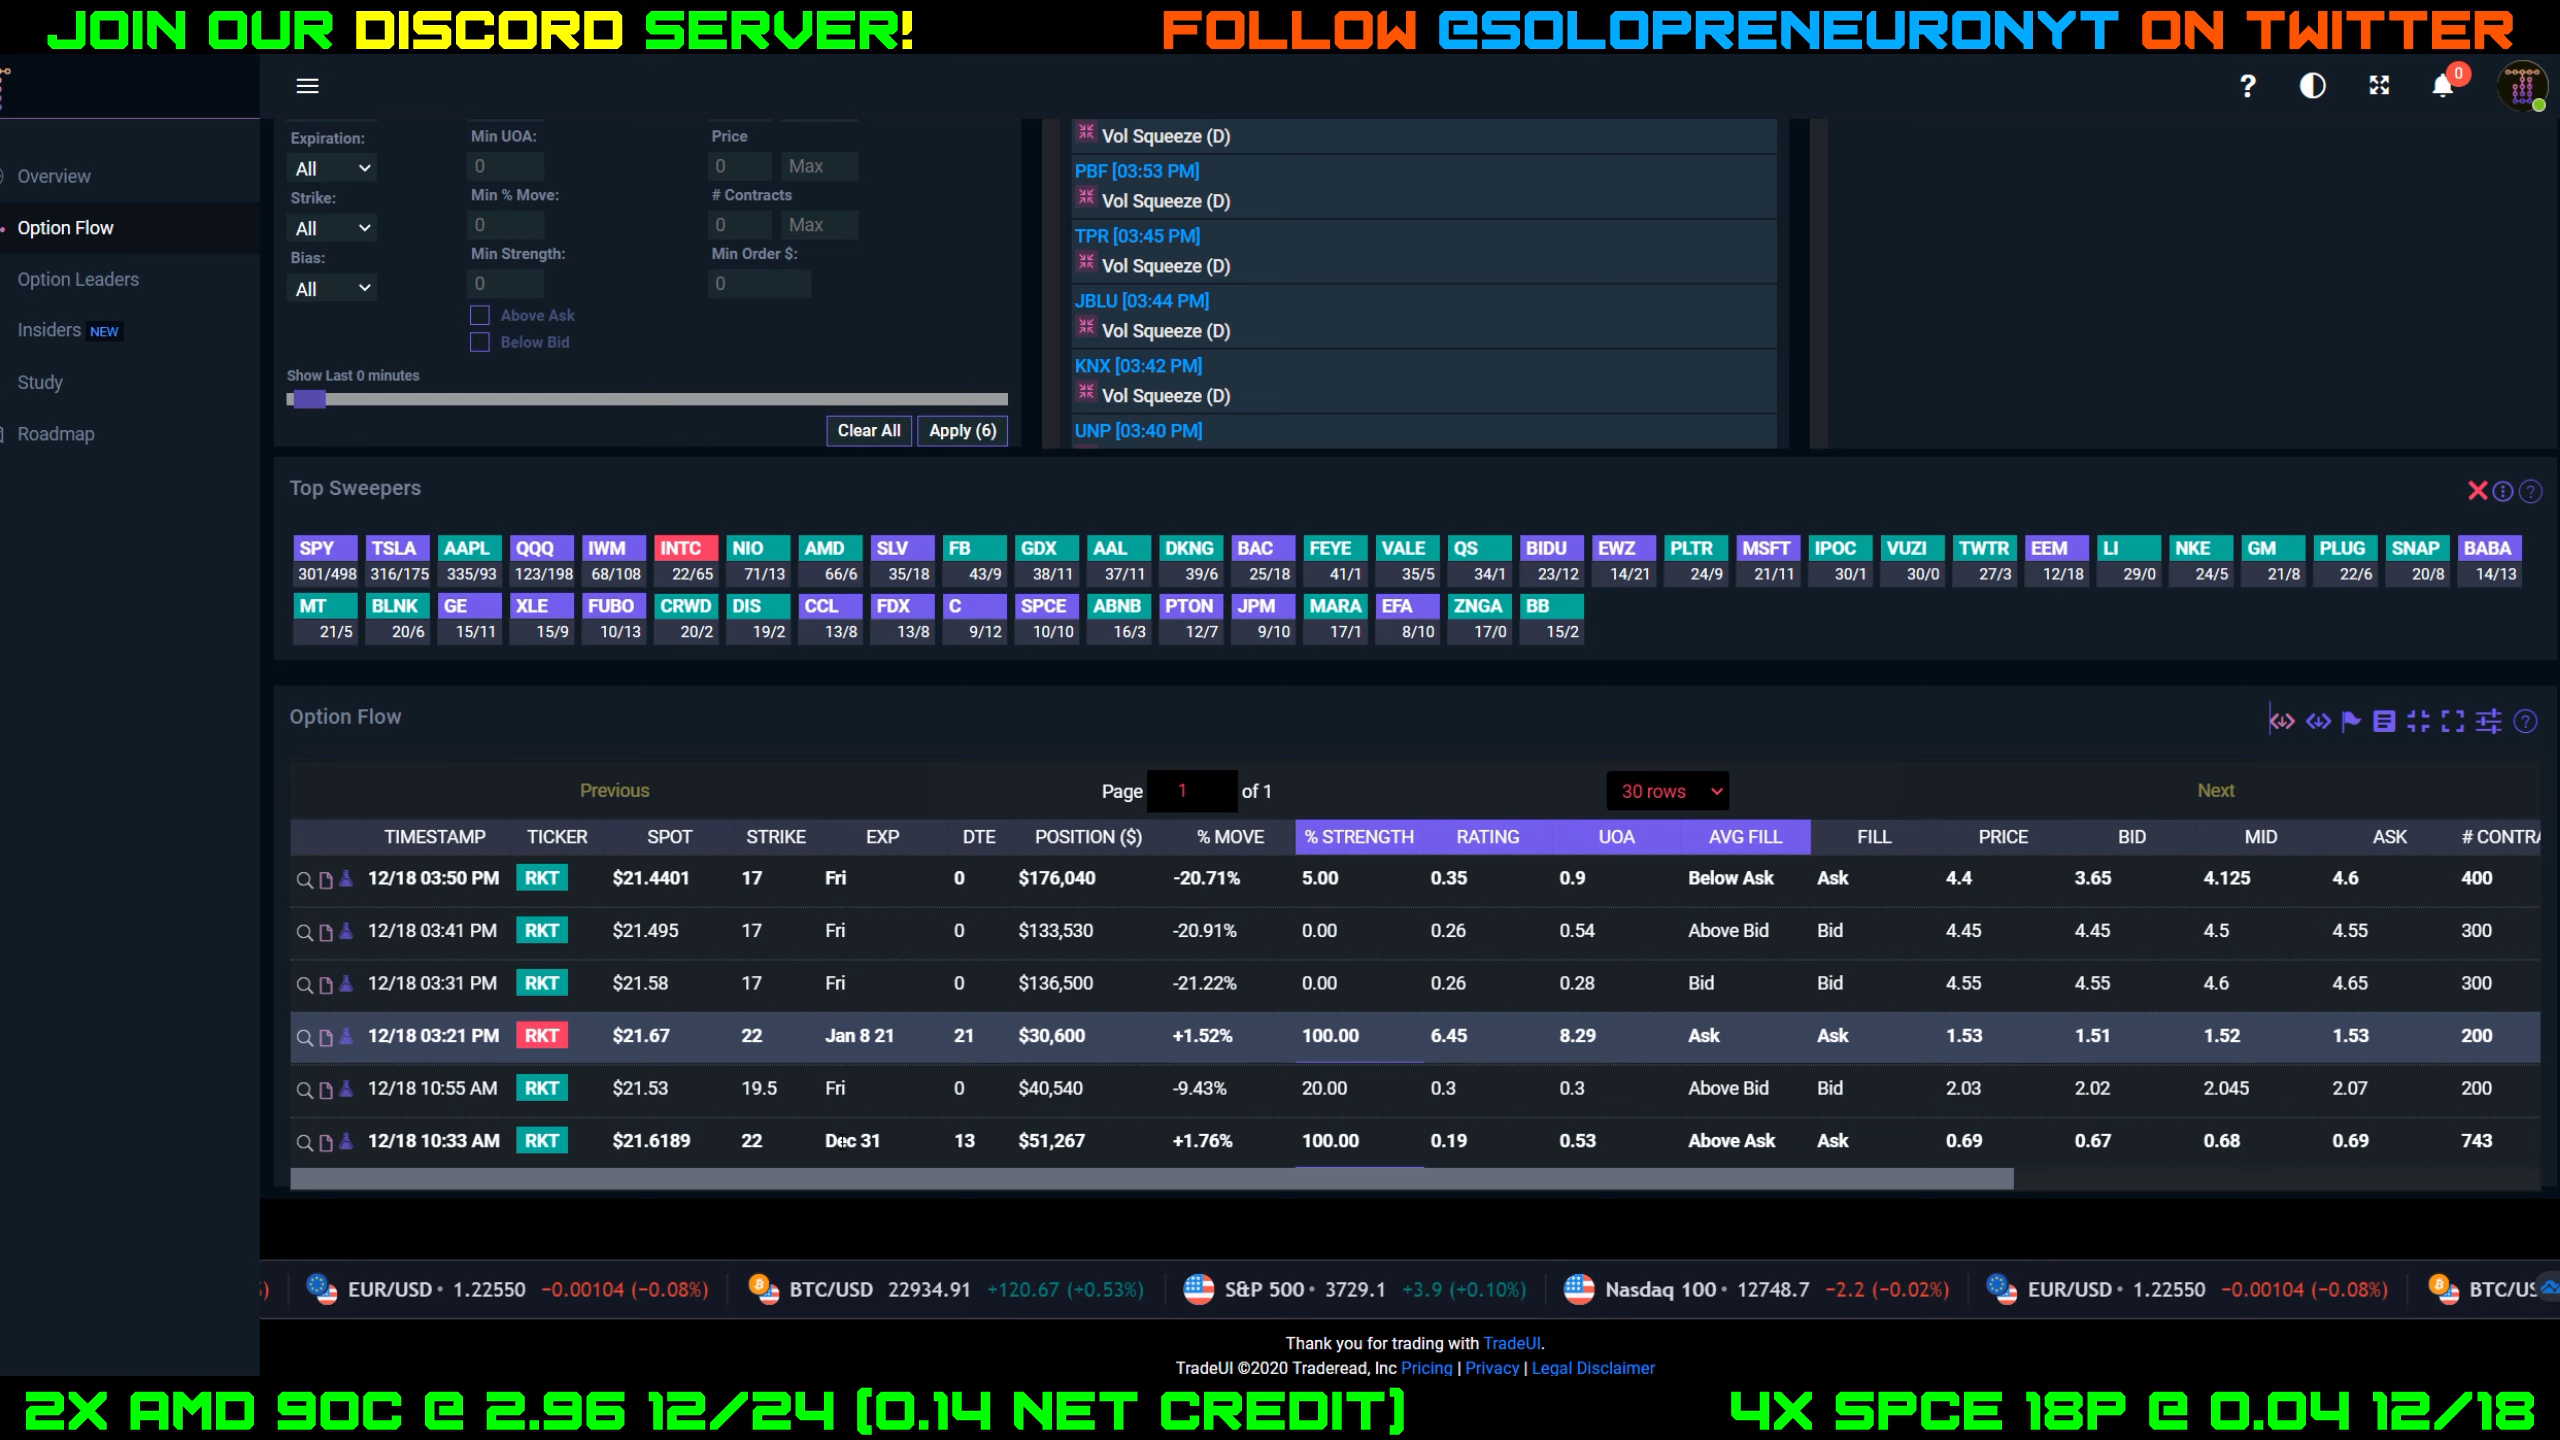 JOIN OUR DISCORD SERVER!
FOLLOW @SOLOPRENEURONYT ON TWITTER
?
0
Overview
Option Flow
Option Leaders
Insiders NEW
Study
Roadmap
Expiration:
All
Strike:
All
Bias:
All
Min UOA:
0
Min % Move:
0
Min Strength:
0
Above Ask
Below Bid
Price
0 Max
# Contracts
0 Max
Min Order $:
0
Show Last 0 minutes
Clear All Apply (6)
Vol Squeeze (D)
PBF [03:53 PM]
Vol Squeeze (D)
TPR [03:45 PM]
Vol Squeeze (D)
JBLU [03:44 PM]
Vol Squeeze (D)
KNX [03:42 PM]
Vol Squeeze (D)
UNP [03:40 PM]
Top Sweepers
SPY TSLA AAPL QQQ IWM INTC NIO AMD SLV FB GDX AAL DKNG BAC FEYE VALE QS BIDU EWZ PLTR MSFT IPOC VUZI TWTR EEM LI NKE GM PLUG SNAP BABA
301/498 316/175 335/93 123/198 68/108 22/65 71/13 66/6 35/18 43/9 38/11 37/11 39/6 25/18 41/1 35/5 34/1 23/12 14/21 24/9 21/11 30/1 30/0 27/3 12/18 29/0 24/5 21/8 22/6 20/8 14/13
MT BLNK GE XLE FUBO CRWD DIS CCL FDX C SPCE ABNB PTON JPM MARA EFA ZNGA BB
21/5 20/6 15/11 15/9 10/13 20/2 19/2 13/8 13/8 9/12 10/10 16/3 12/7 9/10 17/1 8/10 17/0 15/2
Option Flow
Previous Page 1 of 1 30 rows Next
TIMESTAMP TICKER SPOT STRIKE EXP DTE POSITION ($) % MOVE % STRENGTH RATING UOA AVG FILL FILL PRICE BID MID ASK # CONTRA
12/18 03:50 PM RKT $21.4401 17 Fri 0 $176,040 -20.71% 5.00 0.35 0.9 Below Ask Ask 4.4 3.65 4.125 4.6 400
12/18 03:41 PM RKT $21.495 17 Fri 0 $133,530 -20.91% 0.00 0.26 0.54 Above Bid Bid 4.45 4.45 4.5 4.55 300
12/18 03:31 PM RKT $21.58 17 Fri 0 $136,500 -21.22% 0.00 0.26 0.28 Bid Bid 4.55 4.55 4.6 4.65 300
12/18 03:21 PM RKT $21.67 22 Jan 8 21 21 $30,600 +1.52% 100.00 6.45 8.29 Ask Ask 1.53 1.51 1.52 1.53 200
12/18 10:55 AM RKT $21.53 19.5 Fri 0 $40,540 -9.43% 20.00 0.3 0.3 Above Bid Bid 2.03 2.02 2.045 2.07 200
12/18 10:33 AM RKT $21.6189 22 Dec 31 13 $51,267 +1.76% 100.00 0.19 0.53 Above Ask Ask 0.69 0.67 0.68 0.69 743
EUR/USD • 1.22550 −0.00104 (−0.08%) BTC/USD 22934.91 +120.67 (+0.53%) S&P 500 • 3729.1 +3.9 (+0.10%) Nasdaq 100 • 12748.7 −2.2 (−0.02%) EUR/USD • 1.22550 −0.00104 (−0.08%) BTC/US
Thank you for trading with TradeUI.
TradeUI ©2020 Traderead, Inc Pricing | Privacy | Legal Disclaimer
2X AMD 90C @ 2.96 12/24 (0.14 NET CREDIT)
4X SPCE 18P @ 0.04 12/18